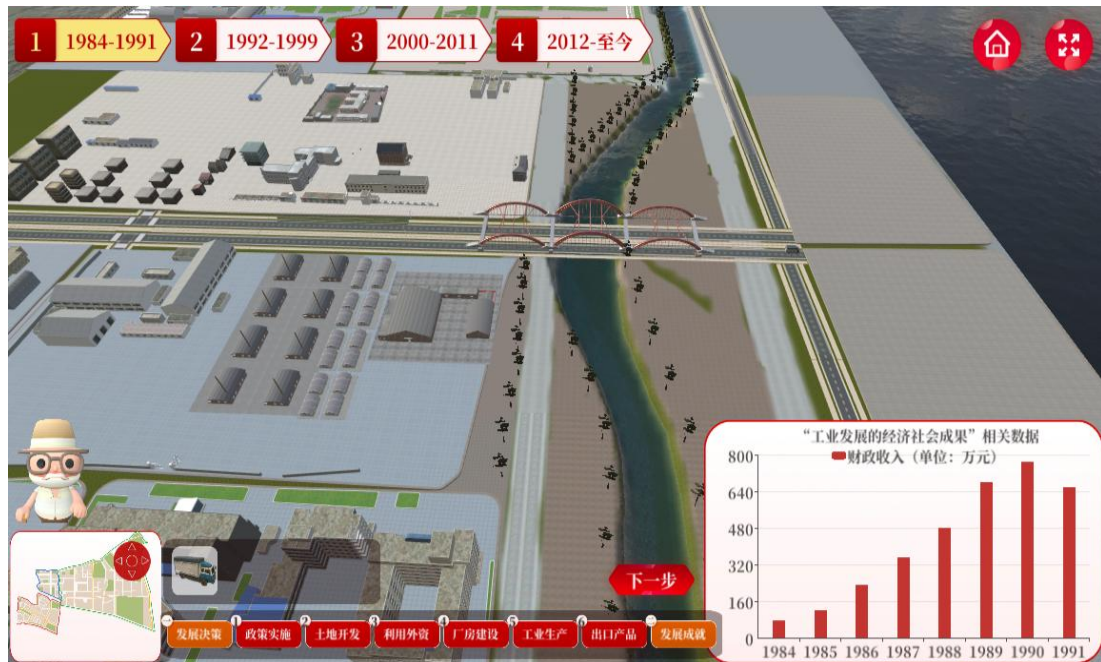 1 1984-1991
2 1992-1999
3 2000-2011
4 2012-至今
“工业发展的经济社会成果”相关数据
财政收入（单位：万元）
800
640
480
320
160
0
1984 1985 1986 1987 1988 1989 1990 1991
下一步
发展决策
1 政策实施
2 土地开发
3 利用外资
4 厂房建设
5 工业生产
6 出口产品
发展成就